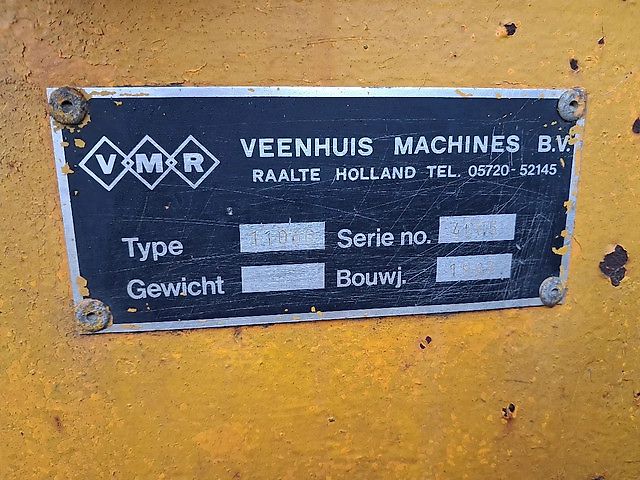 VMR
VEENHUIS MACHINES B.V.
RAALTE HOLLAND TEL. 05720-52145
Type Serie no.
Gewicht Bouwj.